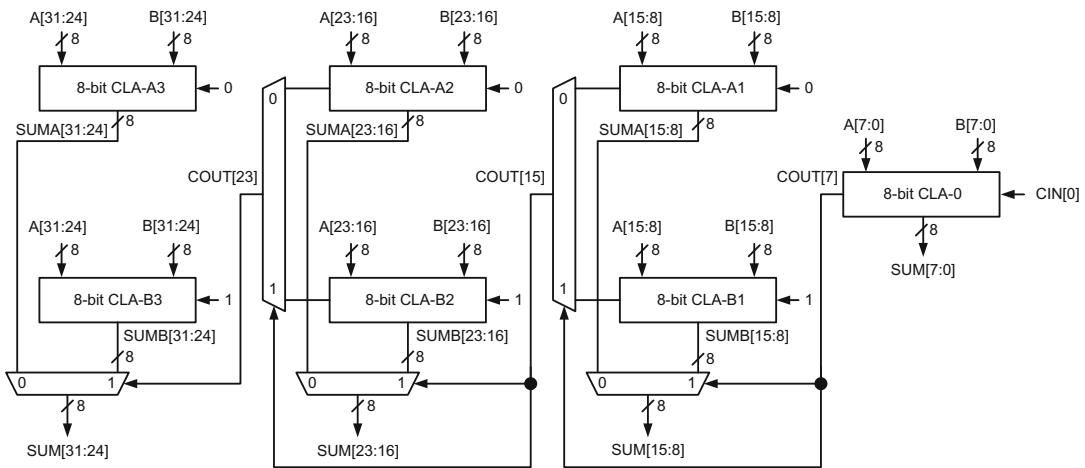 A[31:24] B[31:24] A[23:16] B[23:16] A[15:8] B[15:8]
8 8 8 8 8 8
8-bit CLA-A3 0 0 8-bit CLA-A2 0 0 8-bit CLA-A1 0
SUMA[31:24] 8 SUMA[23:16] 8 SUMA[15:8] 8
A[7:0] B[7:0]
8 8
COUT[23] COUT[15] COUT[7]
8-bit CLA-0 CIN[0]
A[31:24] B[31:24] A[23:16] B[23:16] A[15:8] B[15:8]
8 8 8 8 8 8
8
SUM[7:0]
8-bit CLA-B3 1 1 8-bit CLA-B2 1 1 8-bit CLA-B1 1
SUMB[31:24] SUMB[23:16] SUMB[15:8]
8 8 8
0 1 0 1 0 1
8 8 8
SUM[31:24] SUM[23:16] SUM[15:8]